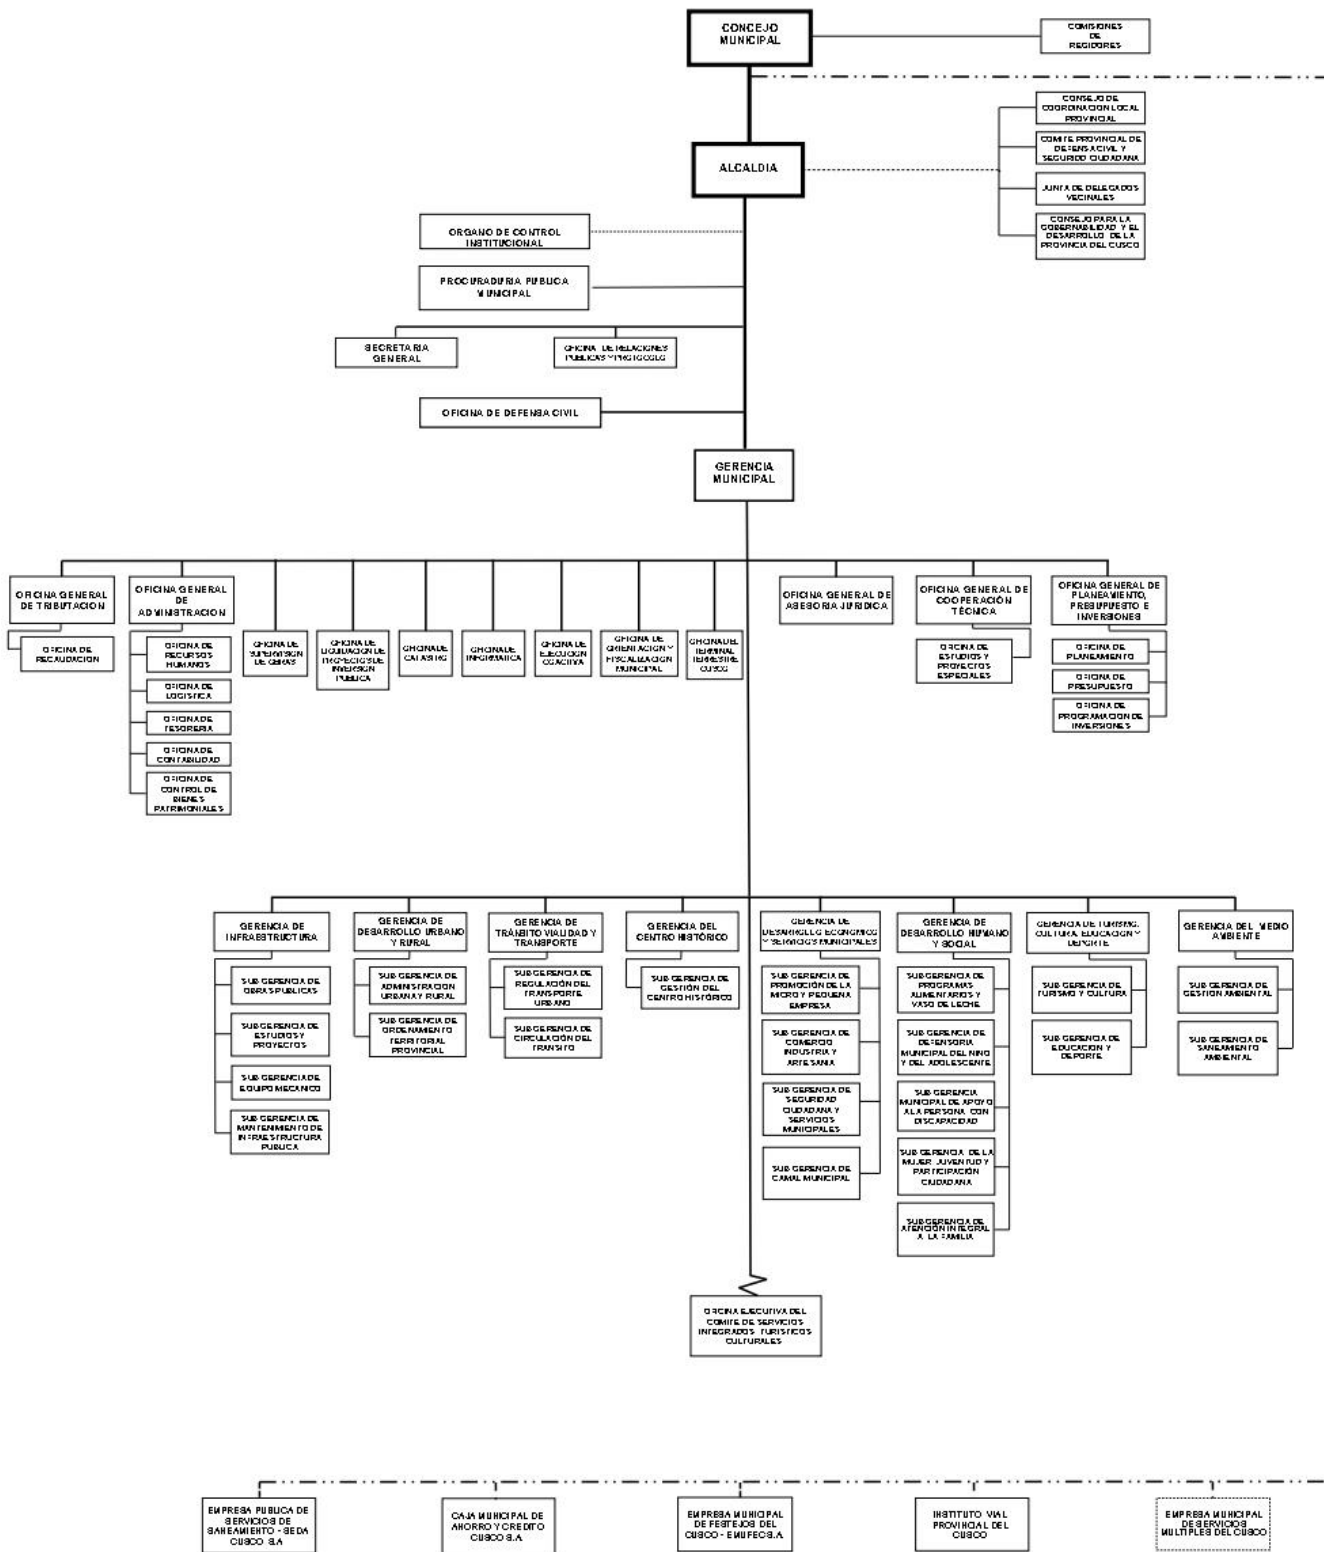 CONCEJO
MUNICIPAL
COMISIONES
DE
REGIDORES
CONSEJO DE
COORDINACION LOCAL
PROVINCIAL
COMITE PROVINCIAL DE
DEFENSA CIVIL Y
SEGURIDO CIUDADANA
ALCALDIA
JUNTA DE DELEGADOS
VECINALES
CONSEJO PARA LA
GOBERNABILIDAD Y EL
DESARROLLO DE LA
PROVINCIA DEL CUSCO
ORGANO DE CONTROL
INSTITUCIONAL
PROCURADURIA PUBLICA
MUNICIPAL
SECRETARIA
GENERAL
OFICINA DE RELACIONES
PUBLICAS Y PROTOCOLO
OFICINA DE DEFENSA CIVIL
GERENCIA
MUNICIPAL
OFICINA GENERAL
DE TRIBUTACION
OFICINA DE
RECAUDACION
OFICINA GENERAL
DE
ADMINISTRACION
OFICINA DE
RECURSOS
HUMANOS
OFICINA DE
LOGISTICA
OFICINA DE
TESORERIA
OFICINA DE
CONTABILIDAD
OFICINA DE
CONTROL DE
BIENES
PATRIMONIALES
OFICINA DE
SUPERVISION
DE OBRAS
OFICINA DE
LIQUIDACION DE
PROYECTOS DE
INVERSION
PUBLICA
OFICINA DE
CATASTRO
OFICINA DE
INFORMATICA
OFICINA DE
EJECUCION
COACTIVA
OFICINA DE
ORIENTACION Y
FISCALIZACION
MUNICIPAL
OFICINA DEL
TERMINAL
TERRESTRE
CUSCO
OFICINA GENERAL DE
ASESORIA JURIDICA
OFICINA GENERAL DE
COOPERACIÓN
TÉCNICA
OFICINA DE
ESTUDIOS Y
PROYECTOS
ESPECIALES
OFICINA GENERAL DE
PLANEAMIENTO,
PRESUPUESTO E
INVERSIONES
OFICINA DE
PLANEAMIENTO
OFICINA DE
PRESUPUESTO
OFICINA DE
PROGRAMACION DE
INVERSIONES
GERENCIA DE
INFRAESTRUCTURA
SUB GERENCIA DE
OBRAS PUBLICAS
SUB GERENCIA DE
ESTUDIOS Y
PROYECTOS
SUB GERENCIA DE
EQUIPO MECANICO
SUB GERENCIA DE
MANTENIMIENTO DE
INFRAESTRUCTURA
PUBLICA
GERENCIA DE
DESARROLLO URBANO
Y RURAL
SUB GERENCIA DE
ADMINISTRACION
URBANA Y RURAL
SUB GERENCIA DE
ORDENAMIENTO
TERRITORIAL
PROVINCIAL
GERENCIA DE
TRÁNSITO VIALIDAD Y
TRANSPORTE
SUB GERENCIA DE
REGULACIÓN DEL
TRANSPORTE
URBANO
SUB GERENCIA DE
CIRCULACIÓN DEL
TRANSITO
GERENCIA DEL
CENTRO HISTÓRICO
SUB GERENCIA DE
GESTIÓN DEL
CENTRO HISTÓRICO
GERENCIA DE
DESARROLLO ECONOMICO
Y SERVICIOS MUNICIPALES
SUB GERENCIA DE
PROMOCIÓN DE LA
MICRO Y PEQUEÑA
EMPRESA
SUB GERENCIA DE
COMERCIO
INDUSTRIA Y
ARTESANIA
SUB GERENCIA DE
SEGURIDAD
CIUDADANA Y
SERVICIOS
MUNICIPALES
SUB GERENCIA DE
CAMAL MUNICIPAL
GERENCIA DE
DESARROLLO HUMANO
Y SOCIAL
SUB GERENCIA DE
PROGRAMAS
ALIMENTARIOS Y
VASO DE LECHE
SUB GERENCIA DE
DEFENSORIA
MUNICIPAL DEL NIÑO
Y DEL ADOLESCENTE
SUB GERENCIA
MUNICIPAL DE APOYO
A LA PERSONA CON
DISCAPACIDAD
SUB GERENCIA DE LA
MUJER JUVENTUD Y
PARTICIPACIÓN
CIUDADANA
SUB GERENCIA DE
ATENCIÓN INTEGRAL
A LA FAMILIA
GERENCIA DE TURISMO,
CULTURA EDUCACION Y
DEPORTE
SUB GERENCIA DE
TURISMO Y CULTURA
SUB GERENCIA DE
EDUCACION Y
DEPORTE
GERENCIA DEL MEDIO
AMBIENTE
SUB GERENCIA DE
GESTION AMBIENTAL
SUB GERENCIA DE
SANEAMIENTO
AMBIENTAL
OFICINA EJECUTIVA DEL
COMITE DE SERVICIOS
INTEGRADOS TURISTICOS
CULTURALES
EMPRESA PUBLICA DE
SERVICIOS DE
SANEAMIENTO - SEDA
CUSCO S.A
CAJA MUNICIPAL DE
AHORRO Y CREDITO
CUSCO S.A
EMPRESA MUNICIPAL
DE FESTEJOS DEL
CUSCO - EMUFEC S.A
INSTITUTO VIAL
PROVINCIAL DEL
CUSCO
EMPRESA MUNICIPAL
DE SERVICIOS
MULTIPLES DEL CUSCO